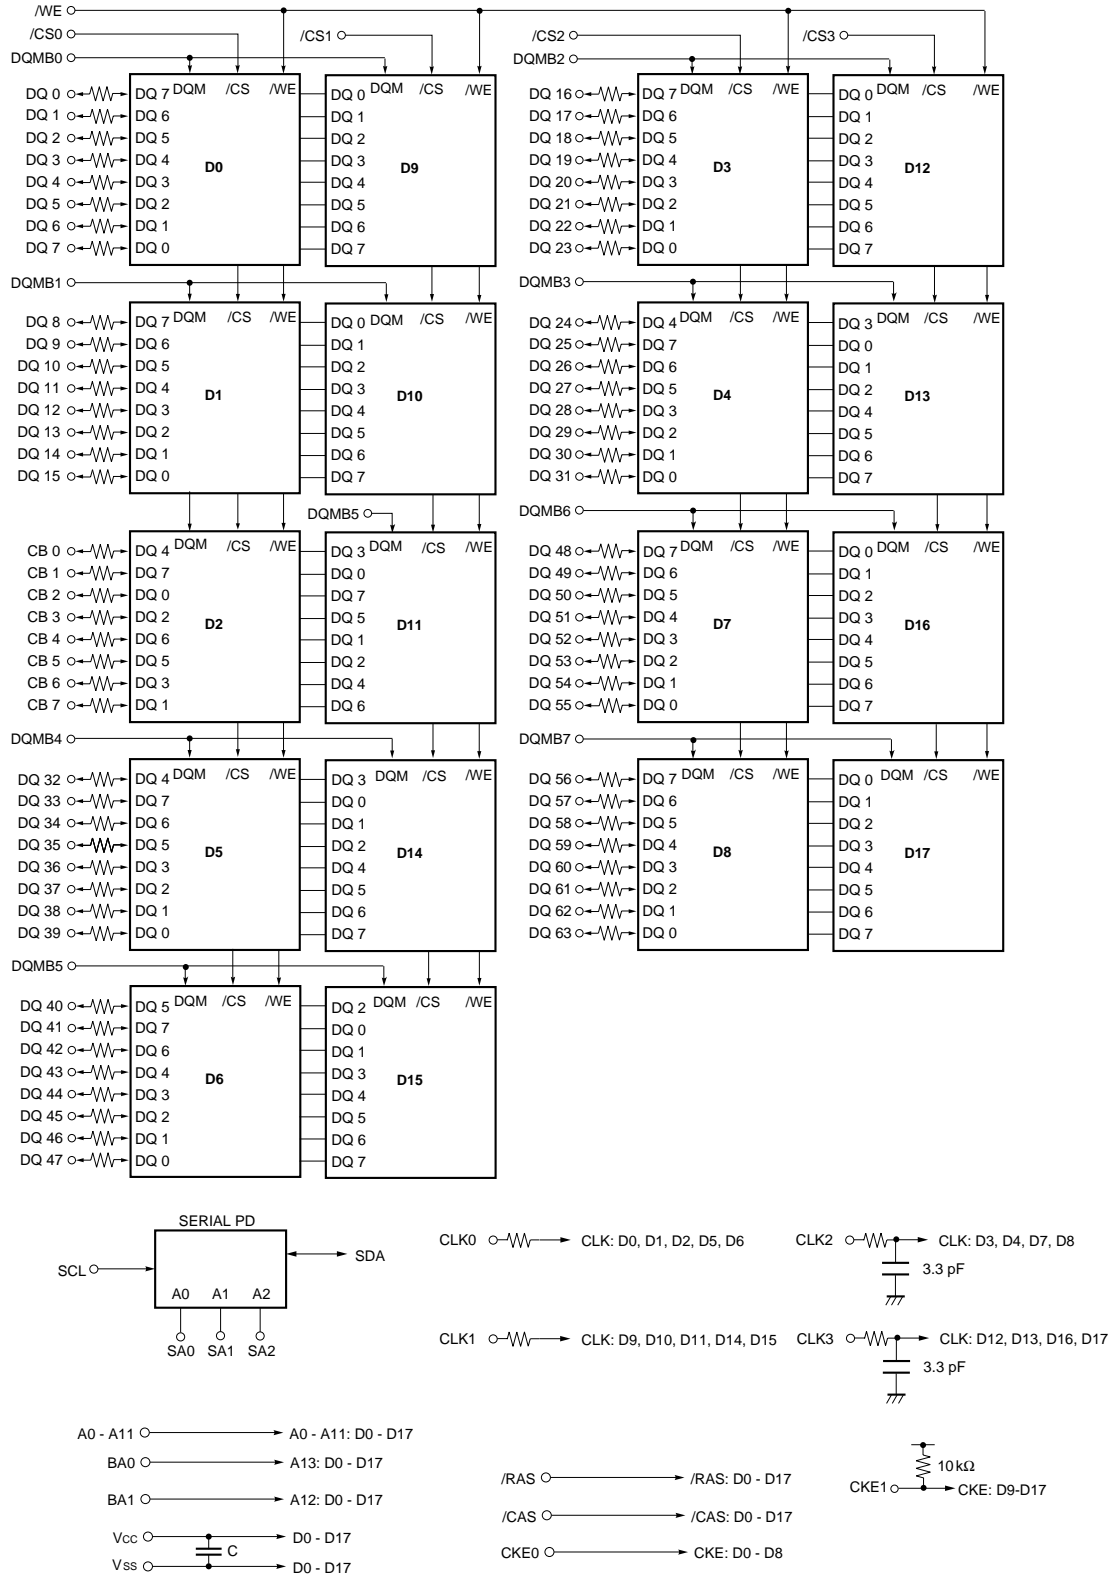 /WE
/CS0 /CS1 /CS2 /CS3
DQMB0 DQMB2
DQM /CS /WE DQM /CS /WE DQM /CS /WE DQM /CS /WE
DQ 0 DQ 7 DQ 0 DQ 16 DQ 7 DQ 0
DQ 1 DQ 6 DQ 1 DQ 17 DQ 6 DQ 1
DQ 2 DQ 5 DQ 2 DQ 18 DQ 5 DQ 2
DQ 3 DQ 4 DQ 3 DQ 19 DQ 4 DQ 3
D0 D9 D3 D12
DQ 4 DQ 3 DQ 4 DQ 20 DQ 3 DQ 4
DQ 5 DQ 2 DQ 5 DQ 21 DQ 2 DQ 5
DQ 6 DQ 1 DQ 6 DQ 22 DQ 1 DQ 6
DQ 7 DQ 0 DQ 7 DQ 23 DQ 0 DQ 7
DQMB1 DQMB3
DQM /CS /WE DQM /CS /WE DQM /CS /WE DQM /CS /WE
DQ 8 DQ 7 DQ 0 DQ 24 DQ 4 DQ 3
DQ 9 DQ 6 DQ 1 DQ 25 DQ 7 DQ 0
DQ 10 DQ 5 DQ 2 DQ 26 DQ 6 DQ 1
DQ 11 DQ 4 DQ 3 DQ 27 DQ 5 DQ 2
D1 D10 D4 D13
DQ 12 DQ 3 DQ 4 DQ 28 DQ 3 DQ 4
DQ 13 DQ 2 DQ 5 DQ 29 DQ 2 DQ 5
DQ 14 DQ 1 DQ 6 DQ 30 DQ 1 DQ 6
DQ 15 DQ 0 DQ 7 DQ 31 DQ 0 DQ 7
DQMB5 DQMB6
DQM /CS /WE DQM /CS /WE DQM /CS /WE DQM /CS /WE
CB 0 DQ 4 DQ 3 DQ 48 DQ 7 DQ 0
CB 1 DQ 7 DQ 0 DQ 49 DQ 6 DQ 1
CB 2 DQ 0 DQ 7 DQ 50 DQ 5 DQ 2
CB 3 DQ 2 DQ 5 DQ 51 DQ 4 DQ 3
D2 D11 D7 D16
CB 4 DQ 6 DQ 1 DQ 52 DQ 3 DQ 4
CB 5 DQ 5 DQ 2 DQ 53 DQ 2 DQ 5
CB 6 DQ 3 DQ 4 DQ 54 DQ 1 DQ 6
CB 7 DQ 1 DQ 6 DQ 55 DQ 0 DQ 7
DQMB4 DQMB7
DQM /CS /WE DQM /CS /WE DQM /CS /WE DQM /CS /WE
DQ 32 DQ 4 DQ 3 DQ 56 DQ 7 DQ 0
DQ 33 DQ 7 DQ 0 DQ 57 DQ 6 DQ 1
DQ 34 DQ 6 DQ 1 DQ 58 DQ 5 DQ 2
DQ 35 DQ 5 DQ 2 DQ 59 DQ 4 DQ 3
D5 D14 D8 D17
DQ 36 DQ 3 DQ 4 DQ 60 DQ 3 DQ 4
DQ 37 DQ 2 DQ 5 DQ 61 DQ 2 DQ 5
DQ 38 DQ 1 DQ 6 DQ 62 DQ 1 DQ 6
DQ 39 DQ 0 DQ 7 DQ 63 DQ 0 DQ 7
DQMB5
DQM /CS /WE DQM /CS /WE
DQ 40 DQ 5 DQ 2
DQ 41 DQ 7 DQ 0
DQ 42 DQ 6 DQ 1
DQ 43 DQ 4 DQ 3
D6 D15
DQ 44 DQ 3 DQ 4
DQ 45 DQ 2 DQ 5
DQ 46 DQ 1 DQ 6
DQ 47 DQ 0 DQ 7
SERIAL PD
SCL SDA
A0 A1 A2
SA0 SA1 SA2
CLK0 CLK: D0, D1, D2, D5, D6
CLK2 CLK: D3, D4, D7, D8
3.3 pF
CLK1 CLK: D9, D10, D11, D14, D15
CLK3 CLK: D12, D13, D16, D17
3.3 pF
A0 - A11 A0 - A11: D0 - D17
BA0 A13: D0 - D17
BA1 A12: D0 - D17
Vcc D0 - D17
C
Vss D0 - D17
/RAS /RAS: D0 - D17
/CAS /CAS: D0 - D17
CKE0 CKE: D0 - D8
10 kΩ
CKE1 CKE: D9-D17